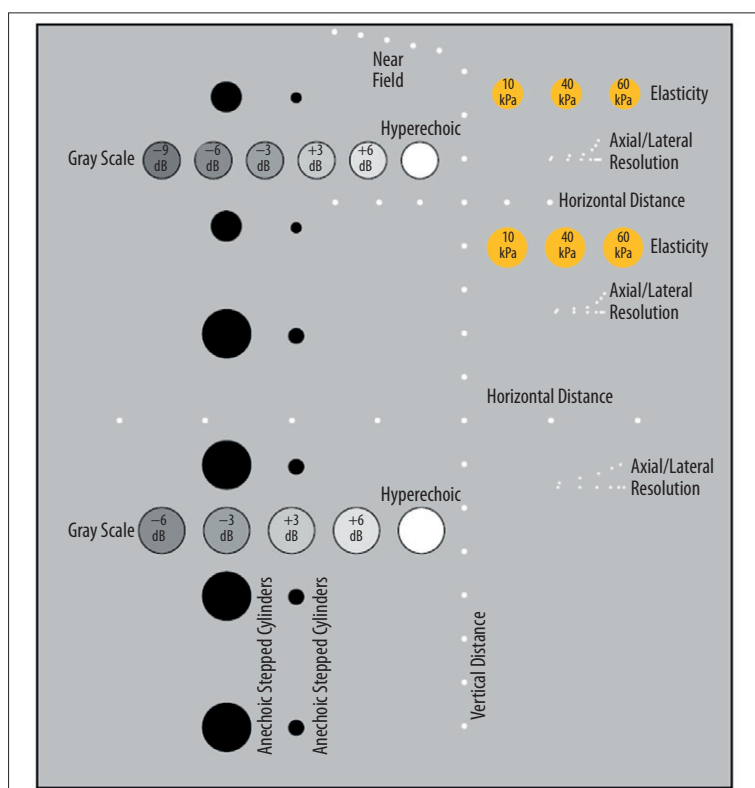 Near
Field
10
kPa
40
kPa
60
kPa
Elasticity
Hyperechoic
Gray Scale
−9
dB
−6
dB
−3
dB
+3
dB
+6
dB
Axial/Lateral
Resolution
Horizontal Distance
10
kPa
40
kPa
60
kPa
Elasticity
Axial/Lateral
Resolution
Horizontal Distance
Axial/Lateral
Resolution
Hyperechoic
Gray Scale
−6
dB
−3
dB
+3
dB
+6
dB
Anechoic Stepped Cylinders
Anechoic Stepped Cylinders
Vertical Distance